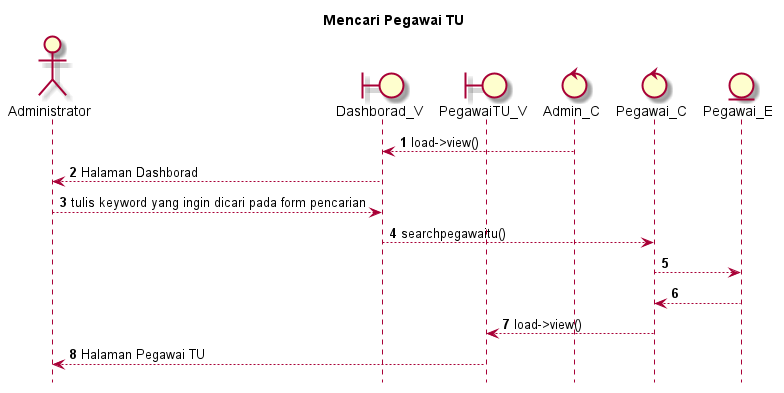 Mencari Pegawai TU
Administrator
Dashborad_V
PegawaiTU_V
Admin_C
Pegawai_C
Pegawai_E
1 load->view()
2 Halaman Dashborad
3 tulis keyword yang ingin dicari pada form pencarian
4 searchpegawaitu()
5
6
7 load->view()
8 Halaman Pegawai TU